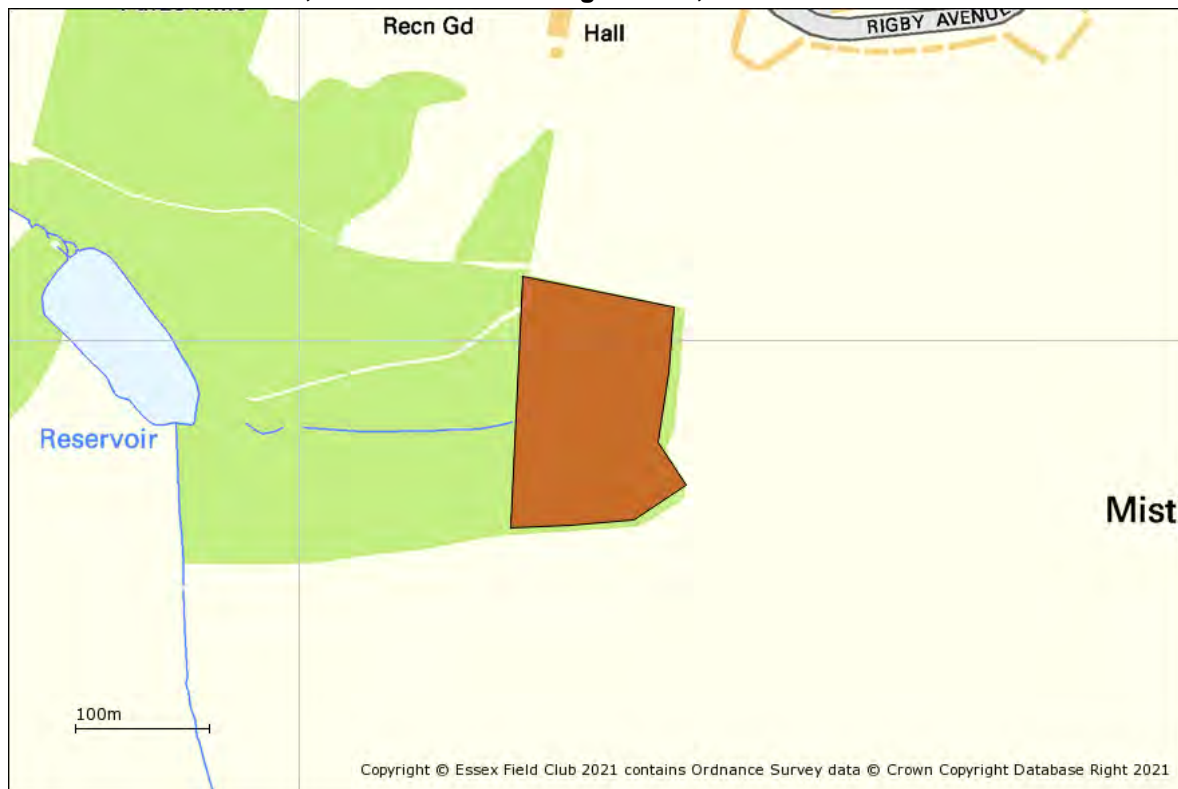 Recn Gd
Hall
RIGBY AVENUE
Reservoir
Mist
100m
Copyright © Essex Field Club 2021 contains Ordnance Survey data © Crown Copyright Database Right 2021